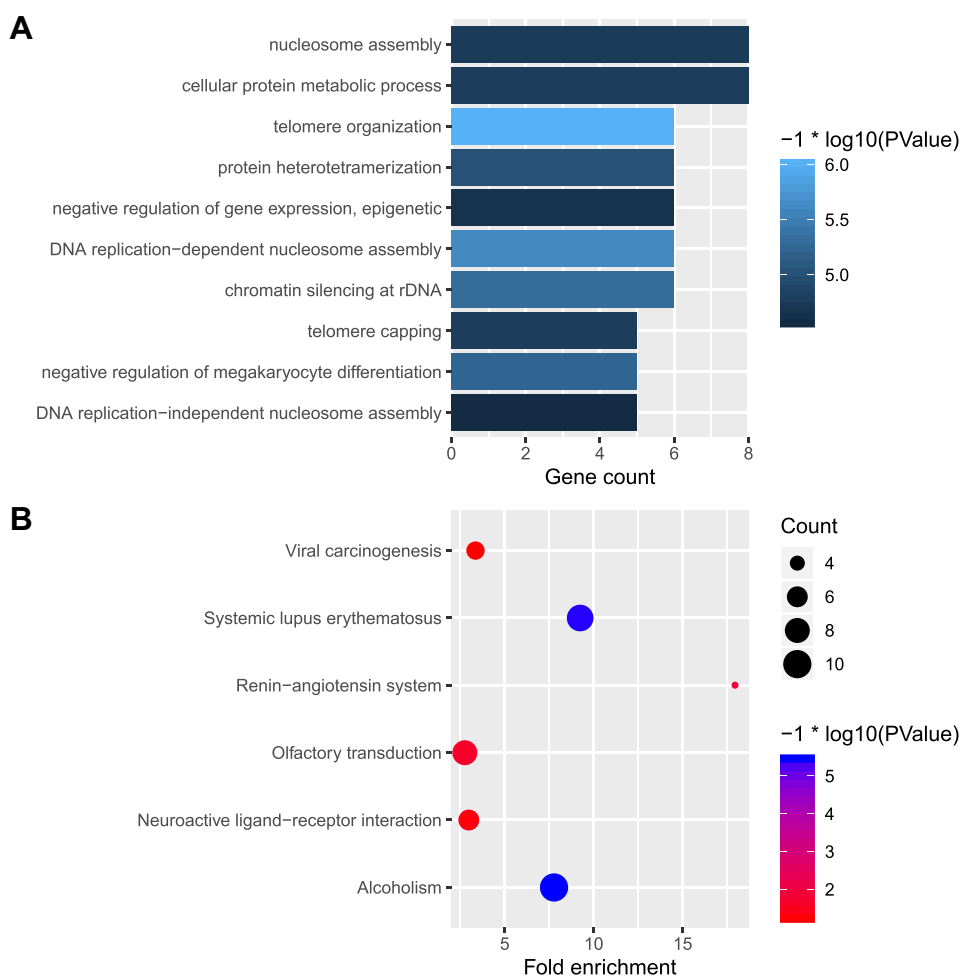 A
nucleosome assembly
cellular protein metabolic process
telomere organization
protein heterotetramerization
negative regulation of gene expression, epigenetic
DNA replication−dependent nucleosome assembly
chromatin silencing at rDNA
telomere capping
negative regulation of megakaryocyte differentiation
DNA replication−independent nucleosome assembly
0 2 4 6 8
Gene count
−1 * log10(PValue)
6.0
5.5
5.0
B
Viral carcinogenesis
Systemic lupus erythematosus
Renin−angiotensin system
Olfactory transduction
Neuroactive ligand−receptor interaction
Alcoholism
5 10 15
Fold enrichment
Count
4
6
8
10
−1 * log10(PValue)
5
4
3
2